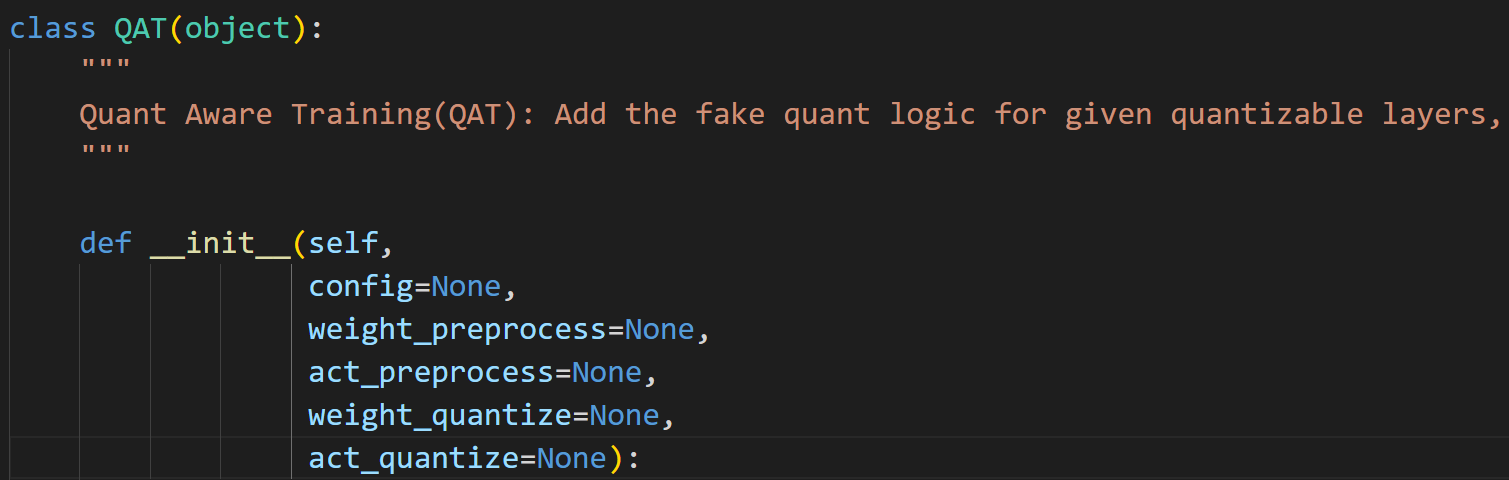 class QAT(object):
    """
    Quant Aware Training(QAT): Add the fake quant logic for given quantizable layers,
    """

    def __init__(self,
                 config=None,
                 weight_preprocess=None,
                 act_preprocess=None,
                 weight_quantize=None,
                 act_quantize=None):